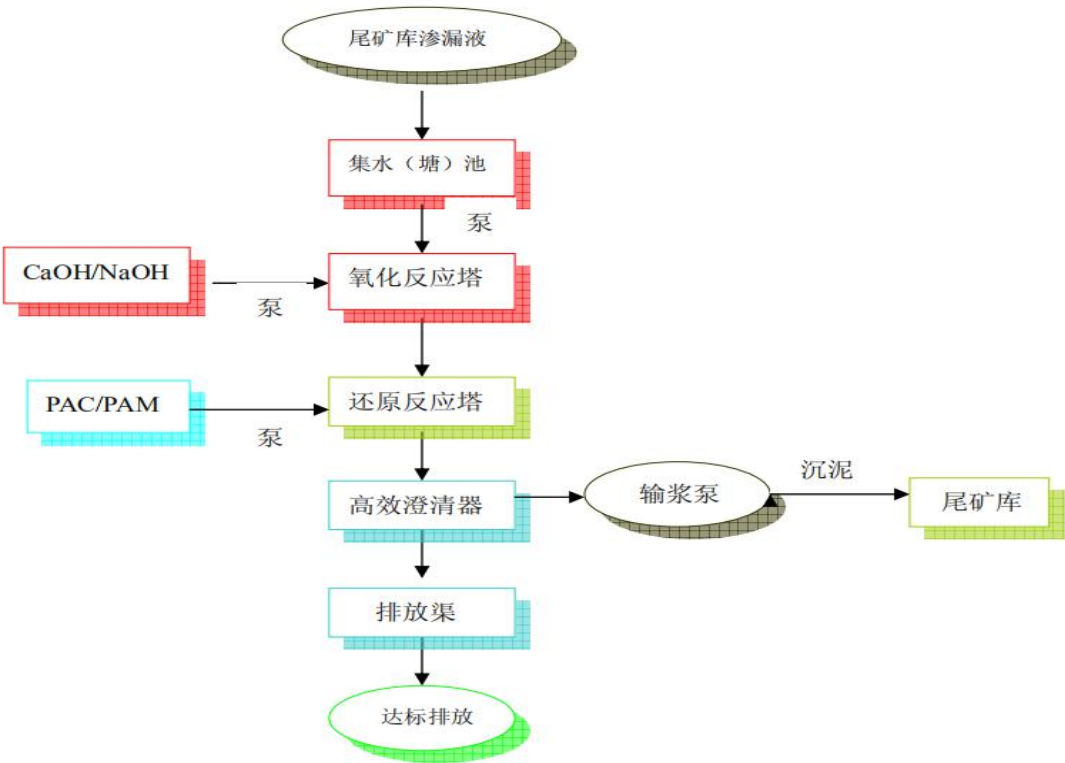 尾矿库渗漏液
集水（塘）池
泵
CaOH/NaOH
泵
氧化反应塔
PAC/PAM
泵
还原反应塔
高效澄清器
输浆泵
沉泥
尾矿库
排放渠
达标排放